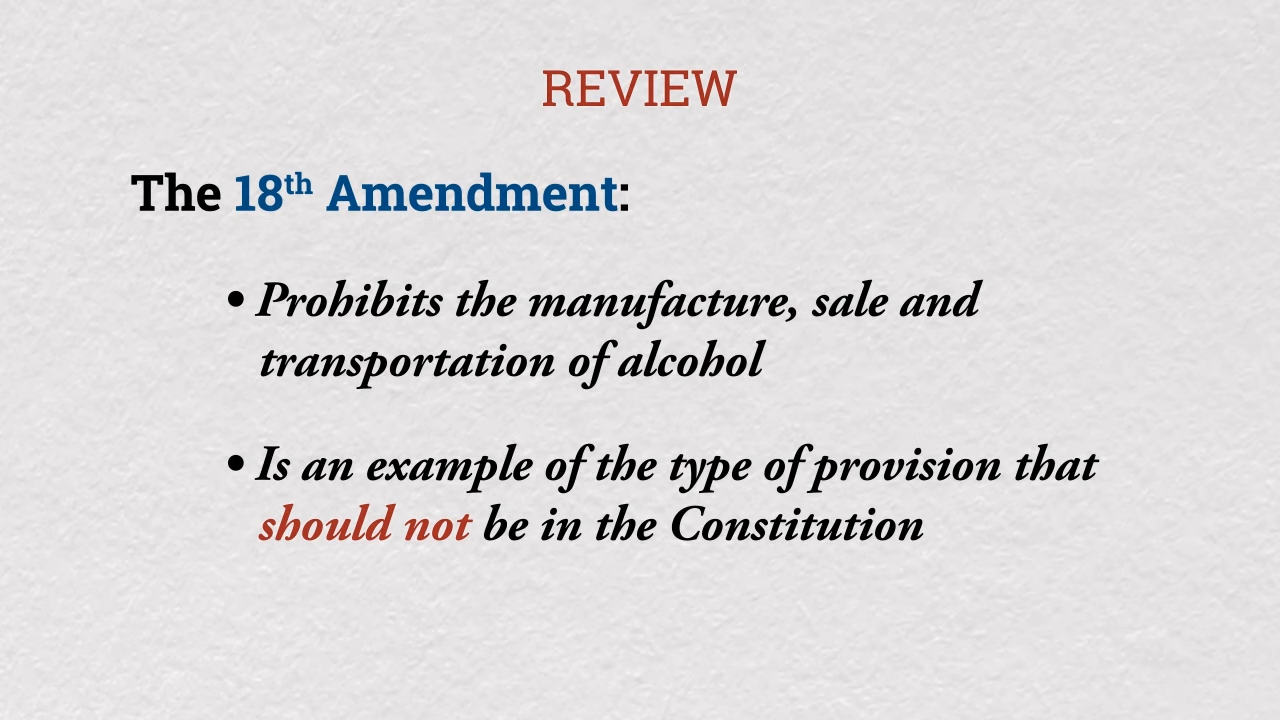 REVIEW
The 18th Amendment:
• Prohibits the manufacture, sale and
transportation of alcohol
• Is an example of the type of provision that
should not be in the Constitution